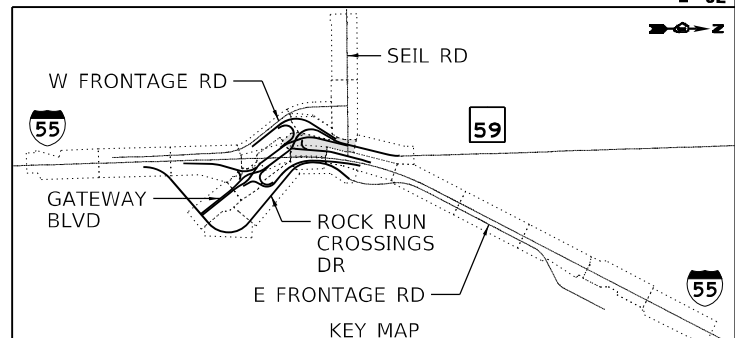 Z
SEIL RD
W FRONTAGE RD
55
59
GATEWAY
BLVD
ROCK RUN
CROSSINGS
DR
E FRONTAGE RD
55
KEY MAP